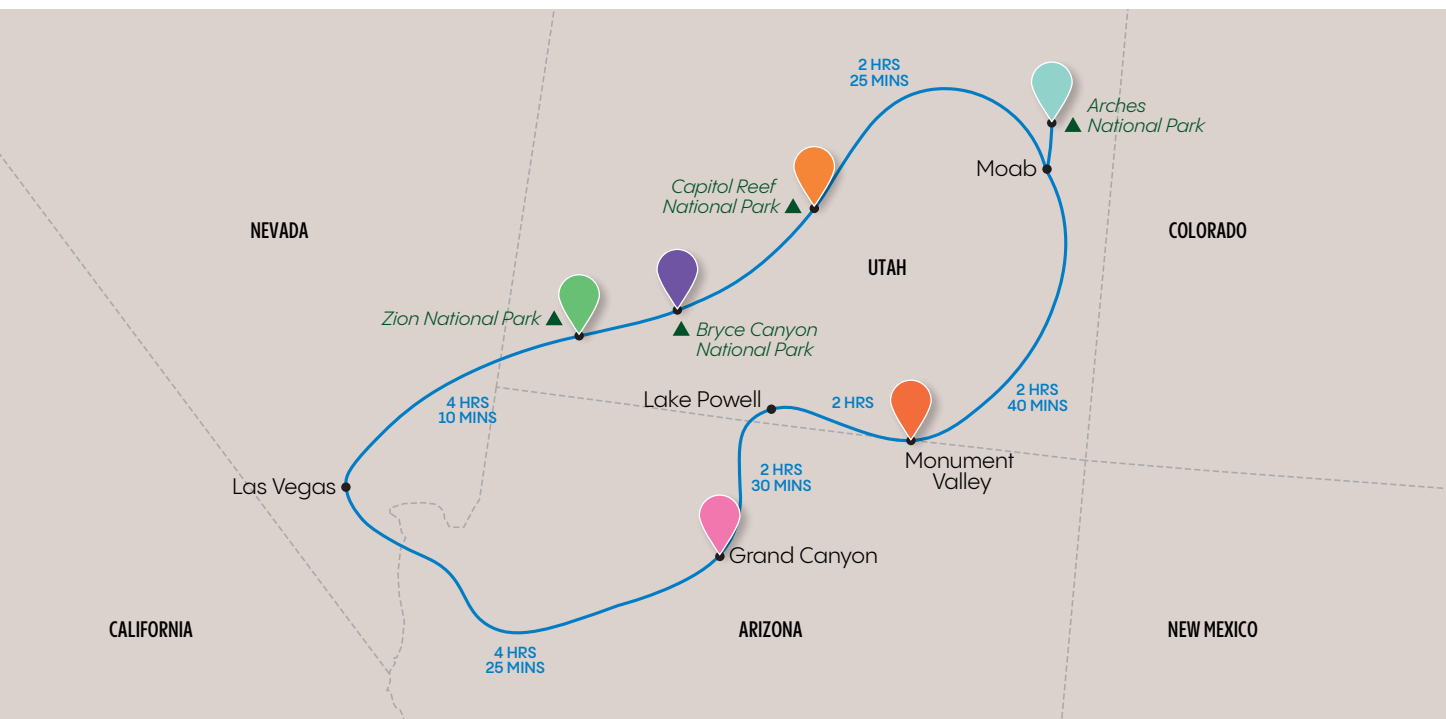 2 HRS
25 MINS
Arches
National Park
Moab
Capitol Reef
National Park
NEVADA
COLORADO
UTAH
Zion National Park
Bryce Canyon
National Park
Lake Powell
2 HRS
2 HRS
40 MINS
4 HRS
10 MINS
Monument
Valley
2 HRS
30 MINS
Las Vegas
Grand Canyon
CALIFORNIA
ARIZONA
NEW MEXICO
4 HRS
25 MINS